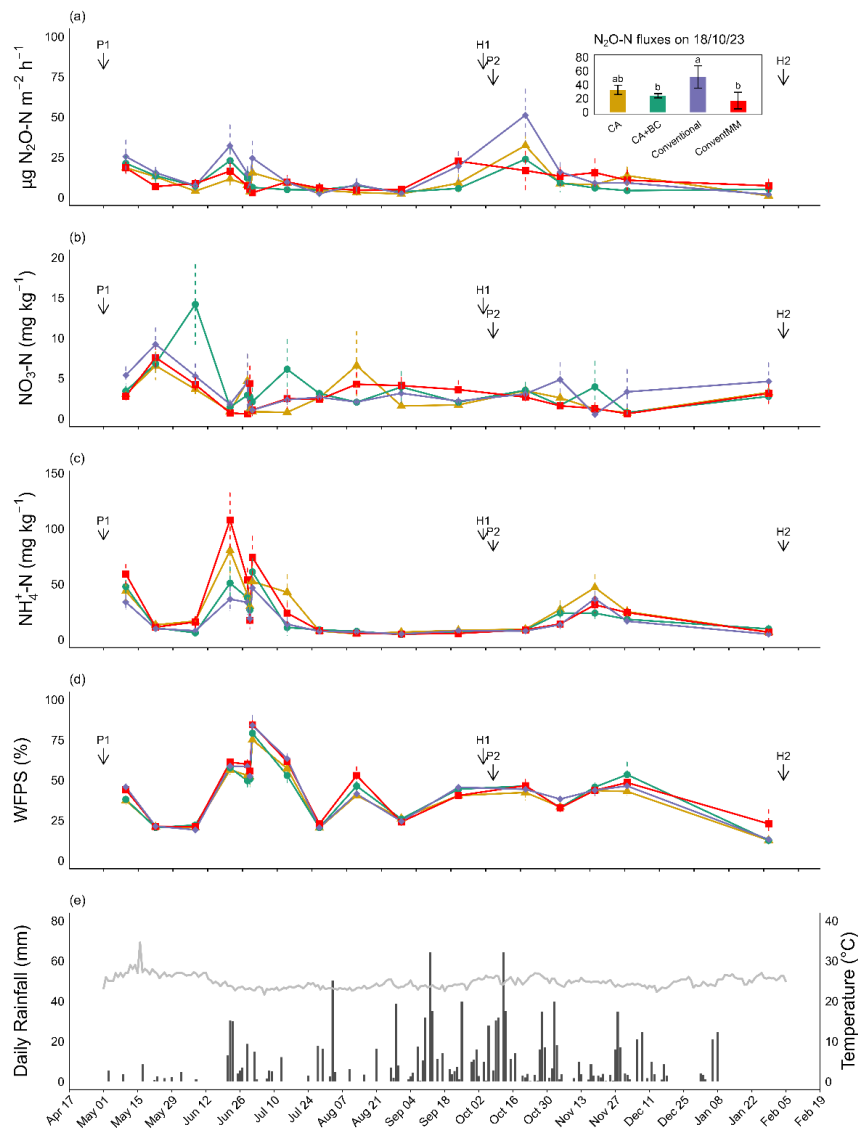 (a)
N₂O-N fluxes on 18/10/23
P1
H1
P2
H2
100
75
50
25
0
µg N₂O-N m⁻² h⁻¹
80
60
40
20
0
ab
b
a
b
CA
CA+BC
Conventional
ConventMM
(b)
P1
H1
P2
H2
20
15
10
5
0
NO₃-N (mg kg⁻¹)
(c)
P1
H1
P2
H2
150
100
50
0
NH₄-N (mg kg⁻¹)
(d)
P1
H1
P2
H2
100
75
50
25
0
WFPS (%)
(e)
80
60
40
20
0
Daily Rainfall (mm)
40
30
20
10
0
Temperature (°C)
Apr 17
May 01
May 15
May 29
Jun 12
Jun 26
Jul 10
Jul 24
Aug 07
Aug 21
Sep 04
Sep 18
Oct 02
Oct 16
Oct 30
Nov 13
Nov 27
Dec 11
Dec 25
Jan 08
Jan 22
Feb 05
Feb 19